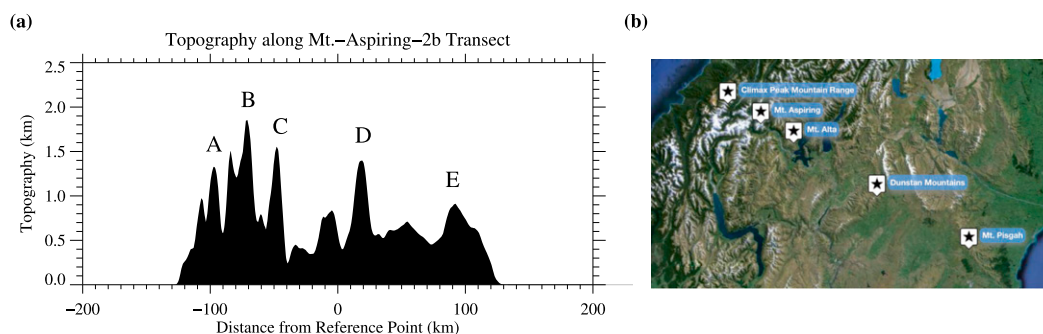 (a)
Topography along Mt.−Aspiring−2b Transect
2.5
2.0
1.5
1.0
0.5
0.0
Topography (km)
A
B
C
D
E
−200
−100
0
100
200
Distance from Reference Point (km)
(b)
Climax Peak Mountain Range
Mt. Aspiring
Mt. Alta
Dunstan Mountains
Mt. Pisgah